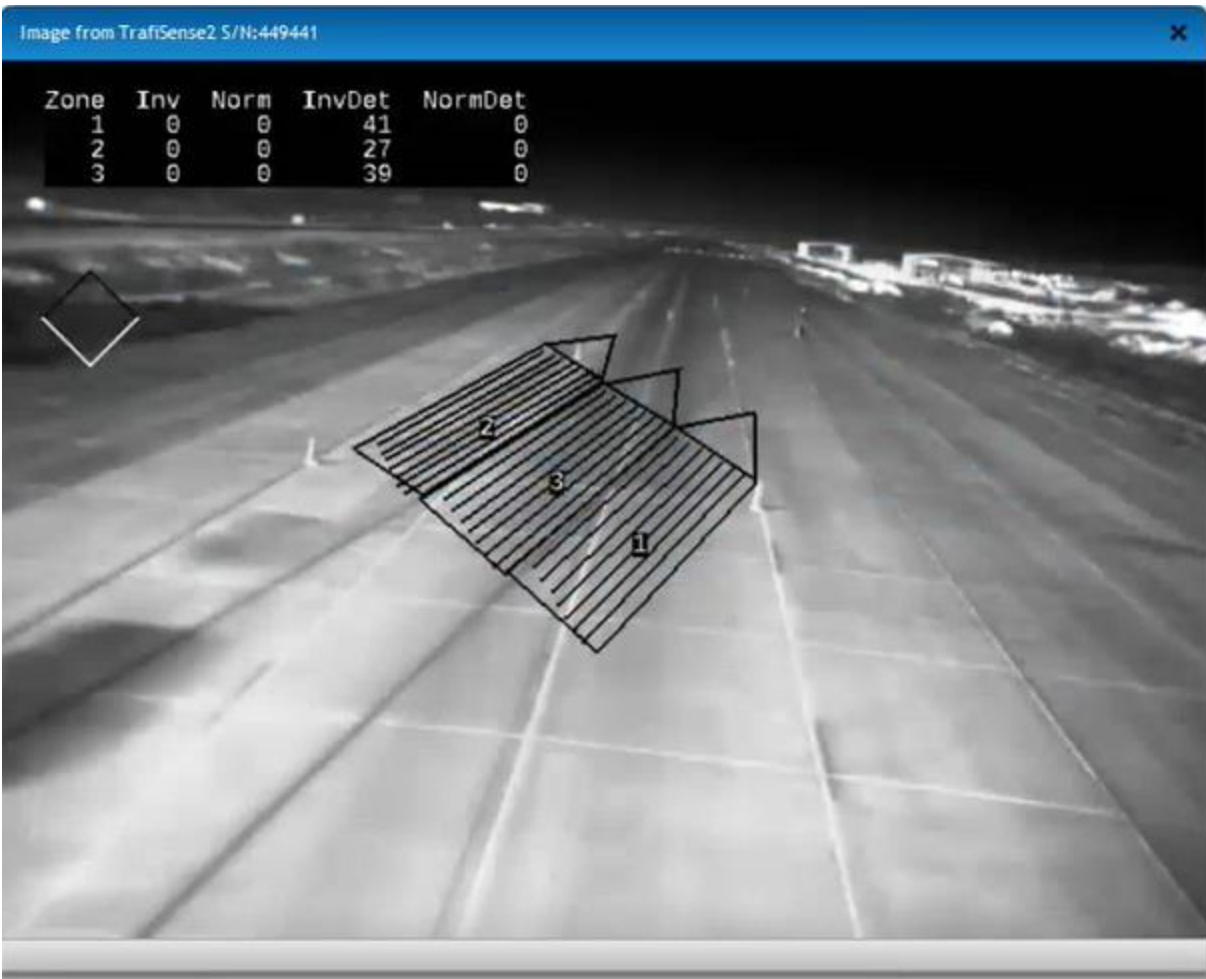 Image from TrafiSense2 S/N:449441
Zone Inv Norm InvDet NormDet
1 0 0 41 0
2 0 0 27 0
3 0 0 39 0
2
3
1